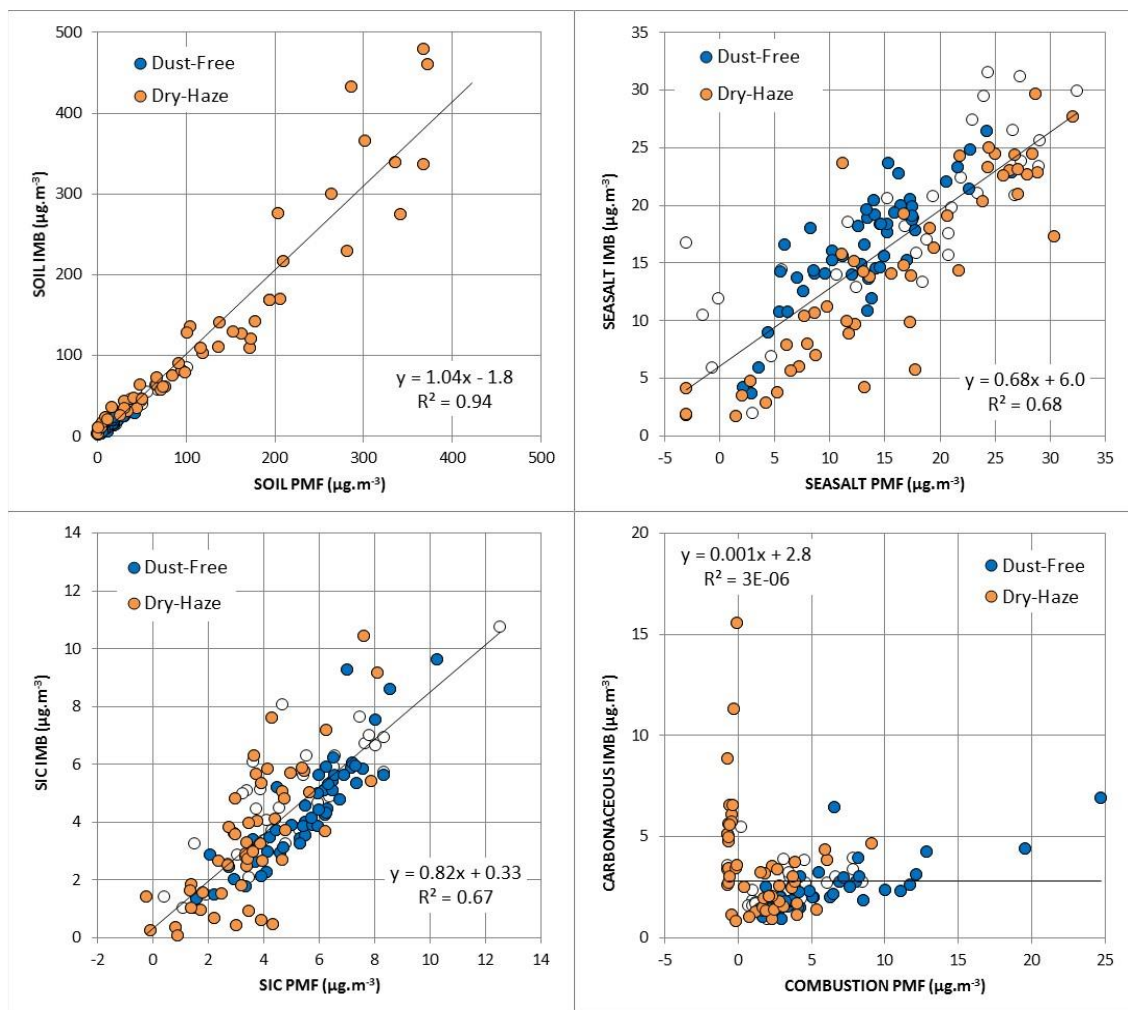 500
400
300
200
100
0
SOIL IMB (µg.m⁻³)
Dust-Free
Dry-Haze
y = 1.04x - 1.8
R² = 0.94
0 100 200 300 400 500
SOIL PMF (µg.m⁻³)
35
30
25
20
15
10
5
0
SEASALT IMB (µg.m⁻³)
Dust-Free
Dry-Haze
y = 0.68x + 6.0
R² = 0.68
-5 0 5 10 15 20 25 30 35
SEASALT PMF (µg.m⁻³)
14
12
10
8
6
4
2
0
SIC IMB (µg.m⁻³)
Dust-Free
Dry-Haze
y = 0.82x + 0.33
R² = 0.67
-2 0 2 4 6 8 10 12 14
SIC PMF (µg.m⁻³)
20
15
10
5
0
CARBONACEOUS IMB (µg.m⁻³)
y = 0.001x + 2.8
R² = 3E-06
Dust-Free
Dry-Haze
-5 0 5 10 15 20 25
COMBUSTION PMF (µg.m⁻³)